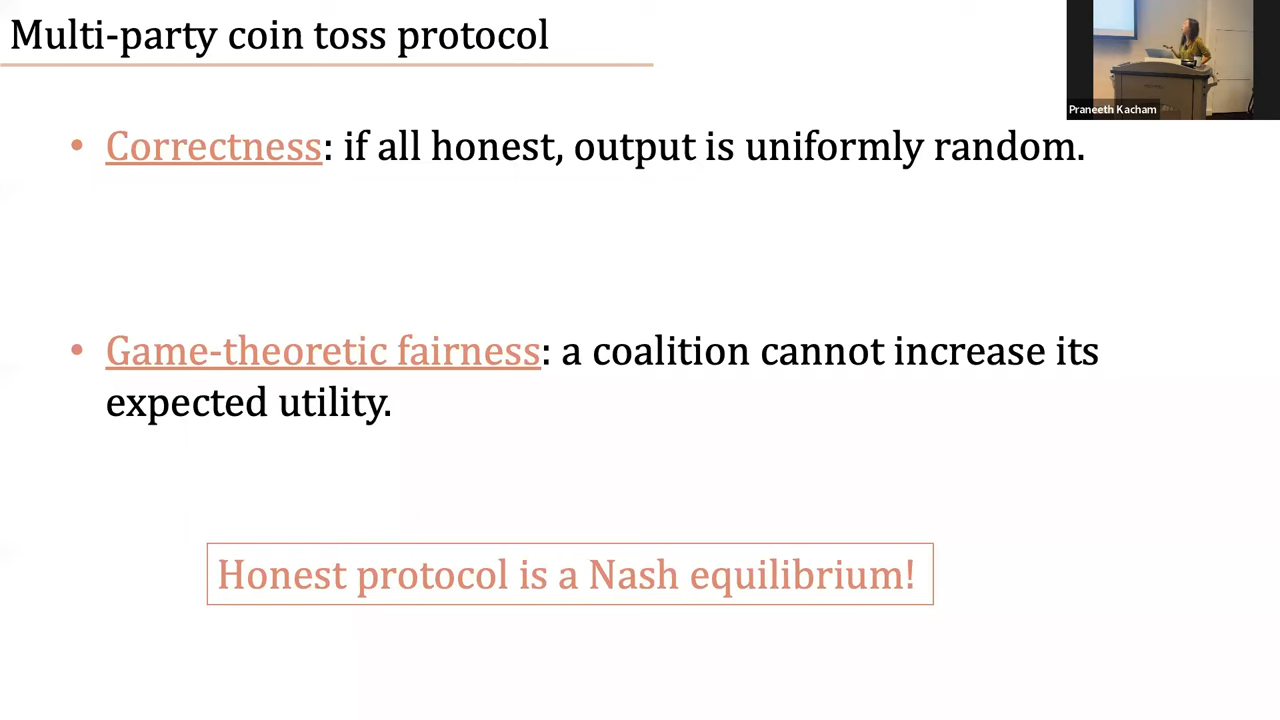 Multi-party coin toss protocol
Praneeth Kacham
• Correctness: if all honest, output is uniformly random.
• Game-theoretic fairness: a coalition cannot increase its
expected utility.
Honest protocol is a Nash equilibrium!